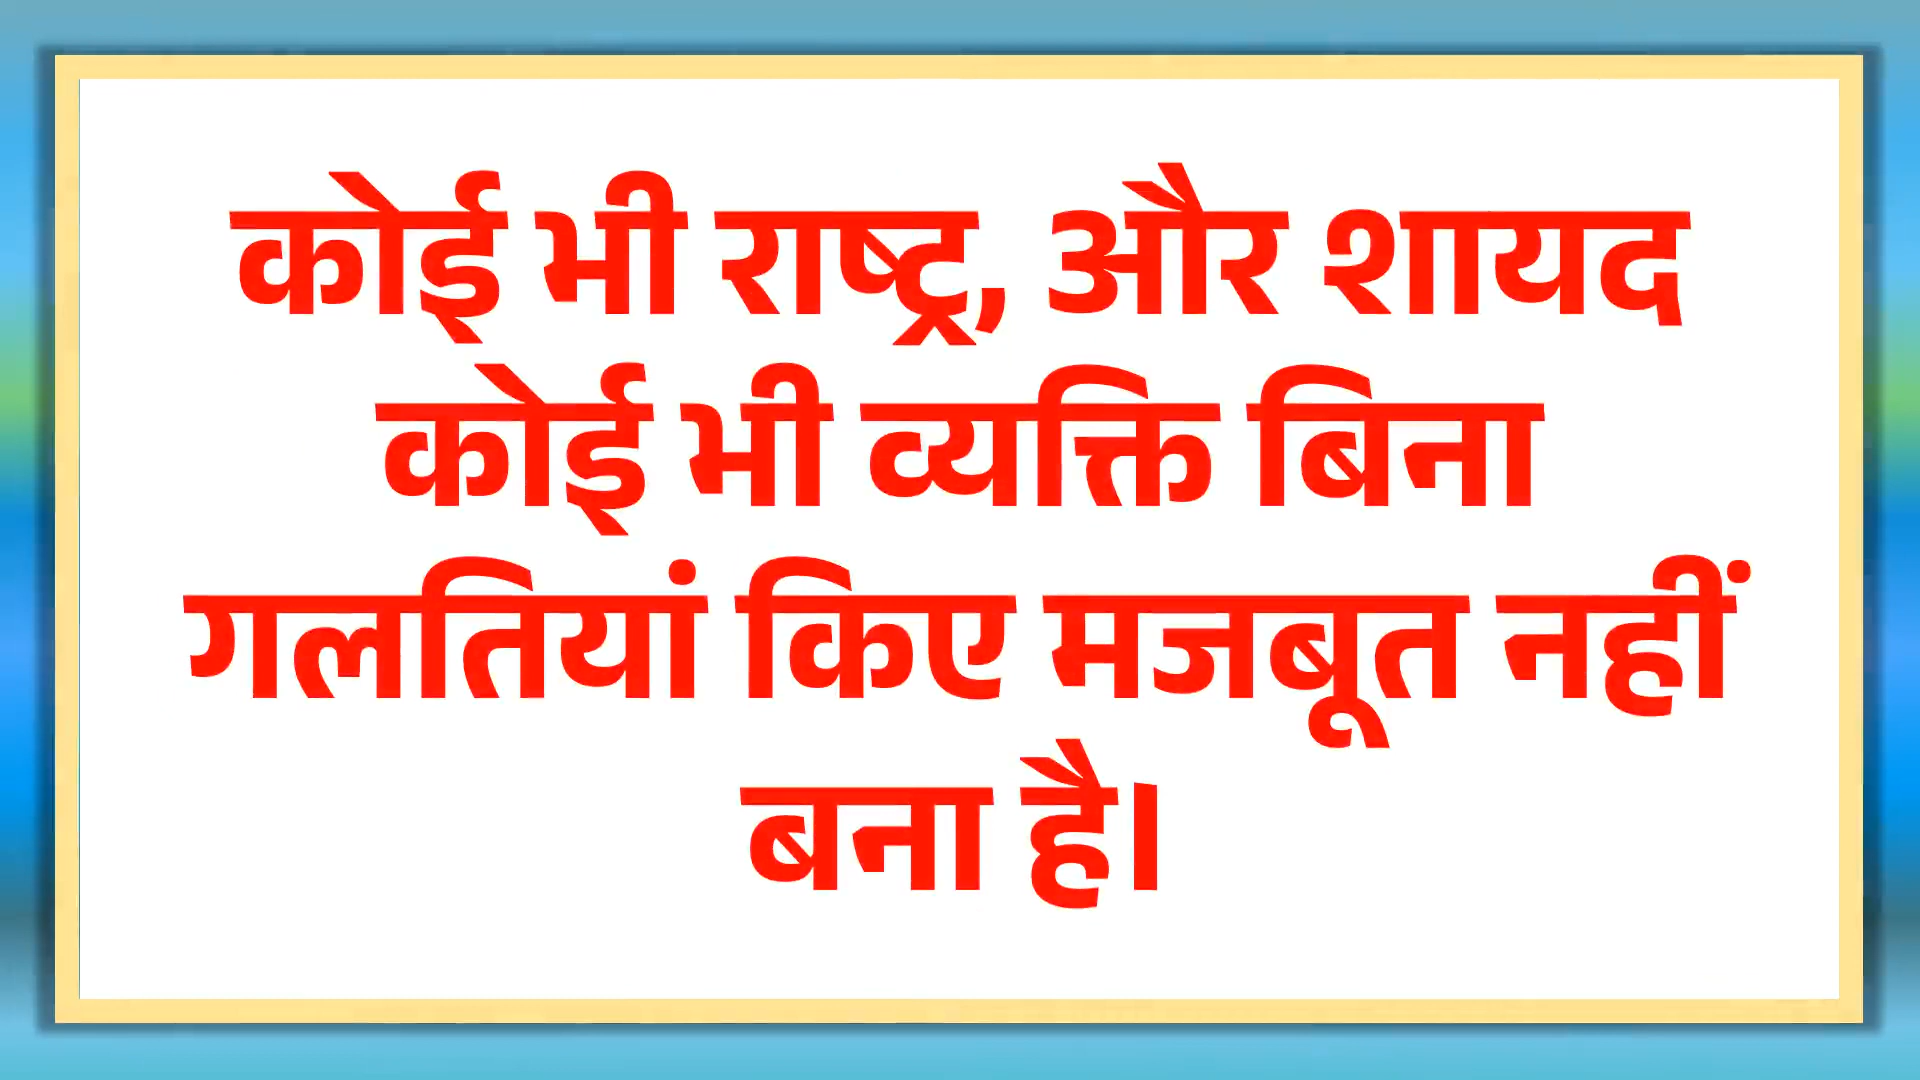 कोई भी राष्ट्र, और शायद
कोई भी व्यक्ति बिना
गलतियां किए मजबूत नहीं
बना है।